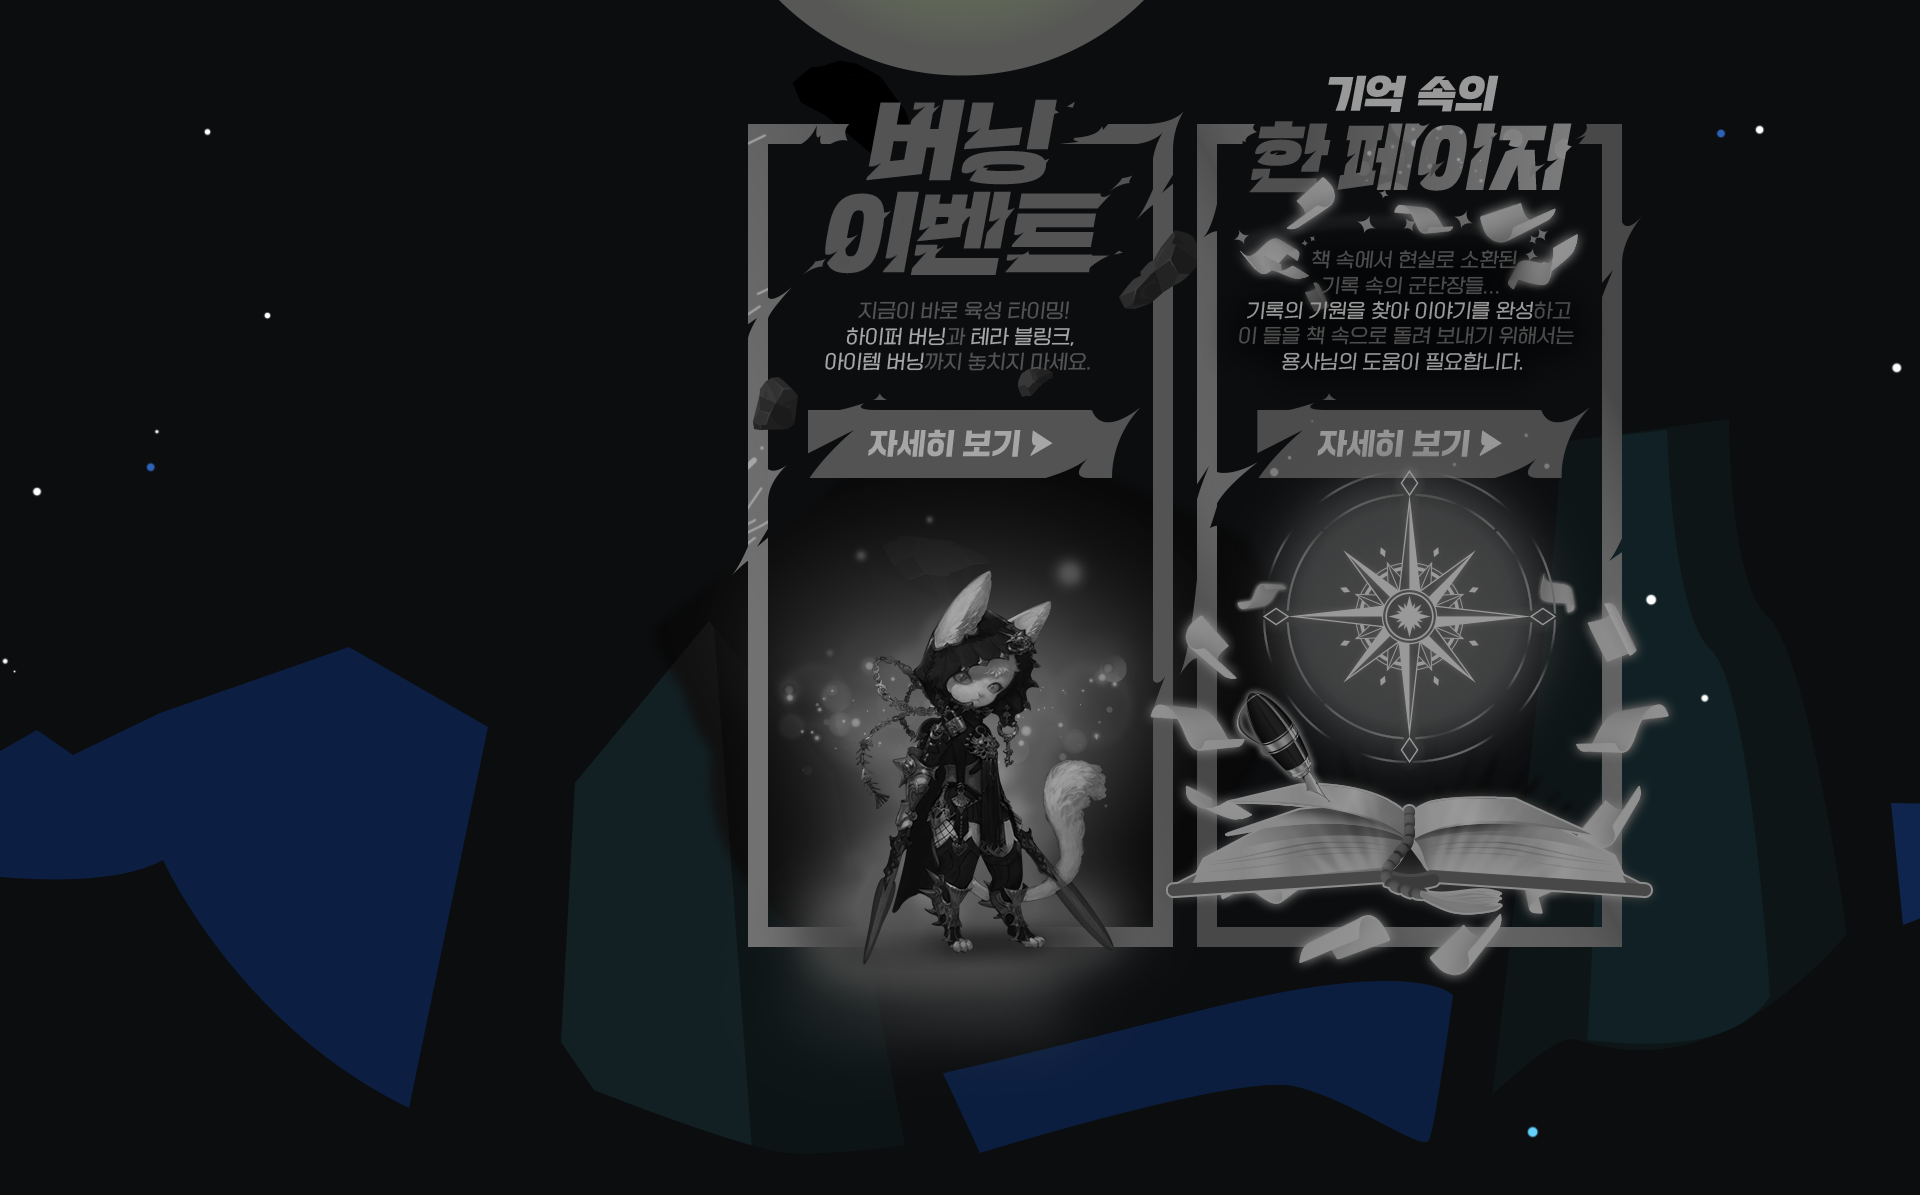 버닝
이벤트
지금이 바로 육성 타이밍!
하이퍼 버닝과 테라 블링크,
아이템 버닝까지 놓치지 마세요.
자세히 보기
기억 속의
한 페이지
책 속에서 현실로 소환된
기록 속의 군단장들...
기록의 기원을 찾아 이야기를 완성하고
이 들을 책 속으로 돌려 보내기 위해서는
용사님의 도움이 필요합니다.
자세히 보기